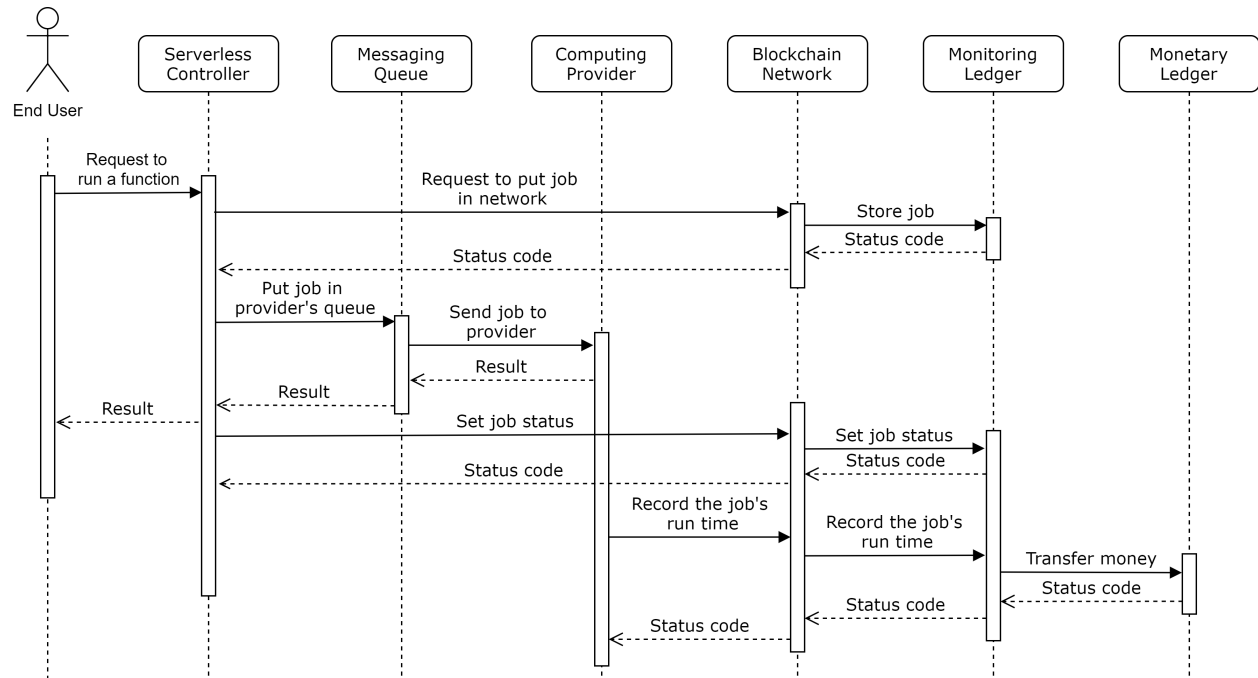 Serverless
Controller
Messaging
Queue
Computing
Provider
Blockchain
Network
Monitoring
Ledger
Monetary
Ledger
End User
Request to
run a function
Request to put job
in network
Store job
Status code
Status code
Put job in
provider's queue
Send job to
provider
Result
Result
Result
Set job status
Set job status
Status code
Status code
Record the job's
run time
Record the job's
run time
Transfer money
Status code
Status code
Status code